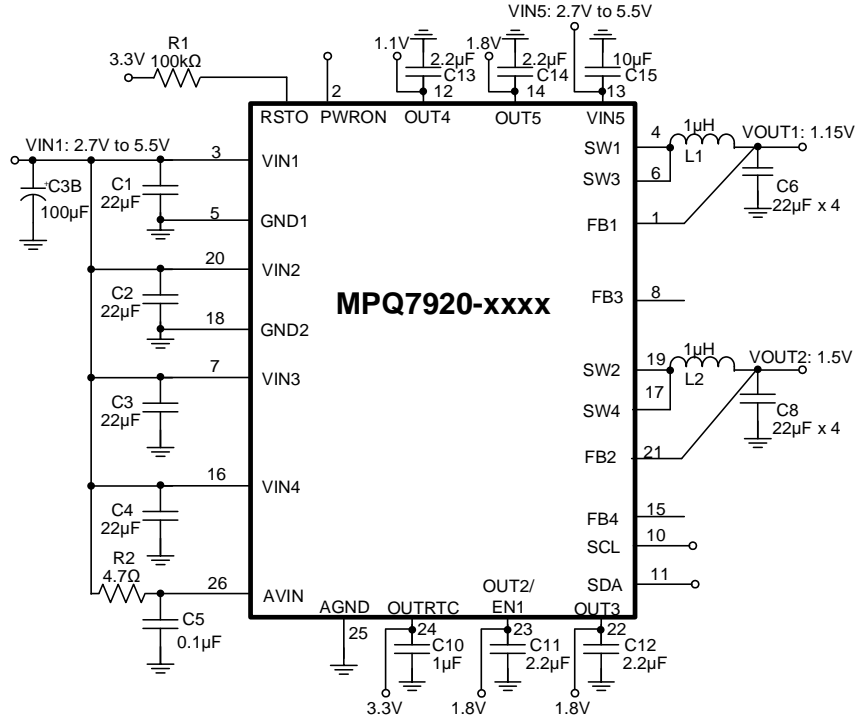 VIN5: 2.7V to 5.5V
R1
100kΩ
3.3V
2
1.1V
2.2µF
C13
12
1.8V
2.2µF
C14
14
10µF
C15
13
RSTO
PWRON
OUT4
OUT5
VIN5
VIN1: 2.7V to 5.5V
3
VIN1
+
C3B
100µF
C1
22µF
5
GND1
20
VIN2
C2
22µF
18
GND2
7
VIN3
C3
22µF
16
VIN4
C4
22µF
R2
4.7Ω
26
AVIN
C5
0.1µF
MPQ7920-xxxx
SW1
4
1µH
L1
VOUT1: 1.15V
SW3
6
C6
22µF x 4
FB1
1
FB3
8
SW2
19
1µH
L2
VOUT2: 1.5V
SW4
17
C8
22µF x 4
FB2
21
FB4
15
SCL
10
SDA
11
AGND
25
OUTRTC
24
C10
1µF
3.3V
OUT2/
EN1
23
C11
2.2µF
1.8V
OUT3
22
C12
2.2µF
1.8V